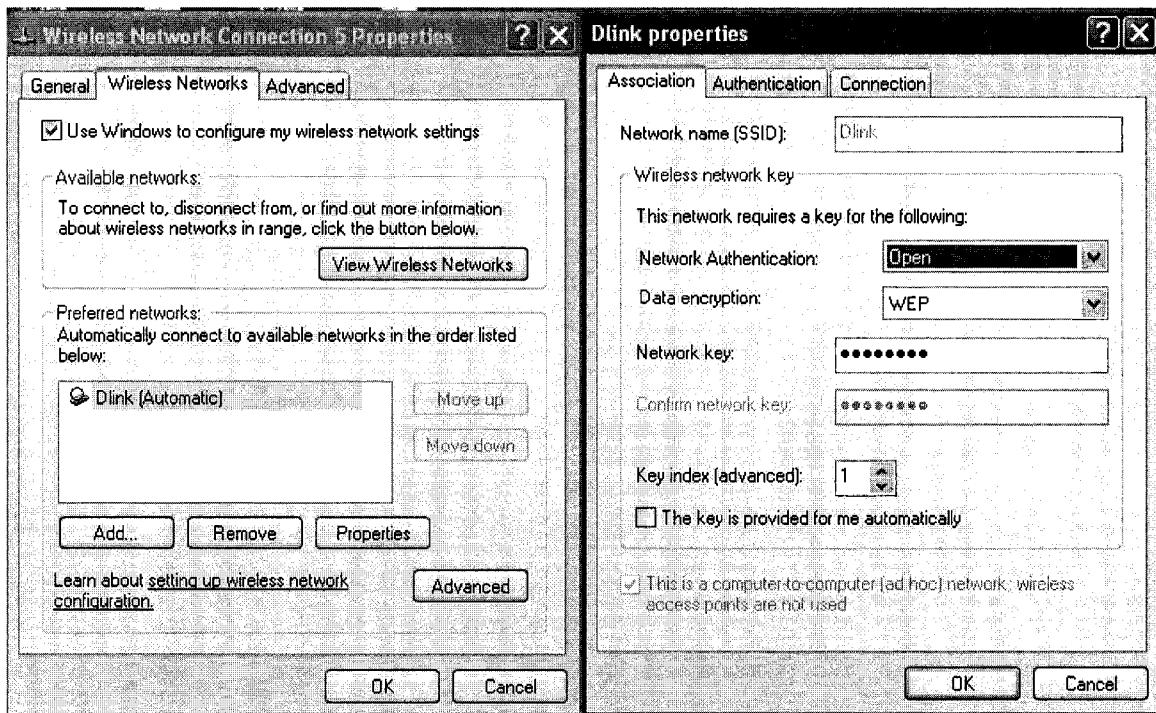 Wireless Network Connection 5 Properties
General Wireless Networks Advanced
Use Windows to configure my wireless network settings
Available networks:
To connect to, disconnect from, or find out more information
about wireless networks in range, click the button below.
View Wireless Networks
Preferred networks:
Automatically connect to available networks in the order listed
below:
Dlink (Automatic)
Move up
Move down
Add... Remove Properties
Learn about setting up wireless network
configuration.
Advanced
OK Cancel
Dlink properties
Association Authentication Connection
Network name (SSID): Dlink
Wireless network key
This network requires a key for the following:
Network Authentication: Open
Data encryption: WEP
Network key: ●●●●●●●●
Confirm network key: ●●●●●●●●
Key index (advanced): 1
The key is provided for me automatically
This is a computer-to-computer (ad hoc) network; wireless
access points are not used
OK Cancel